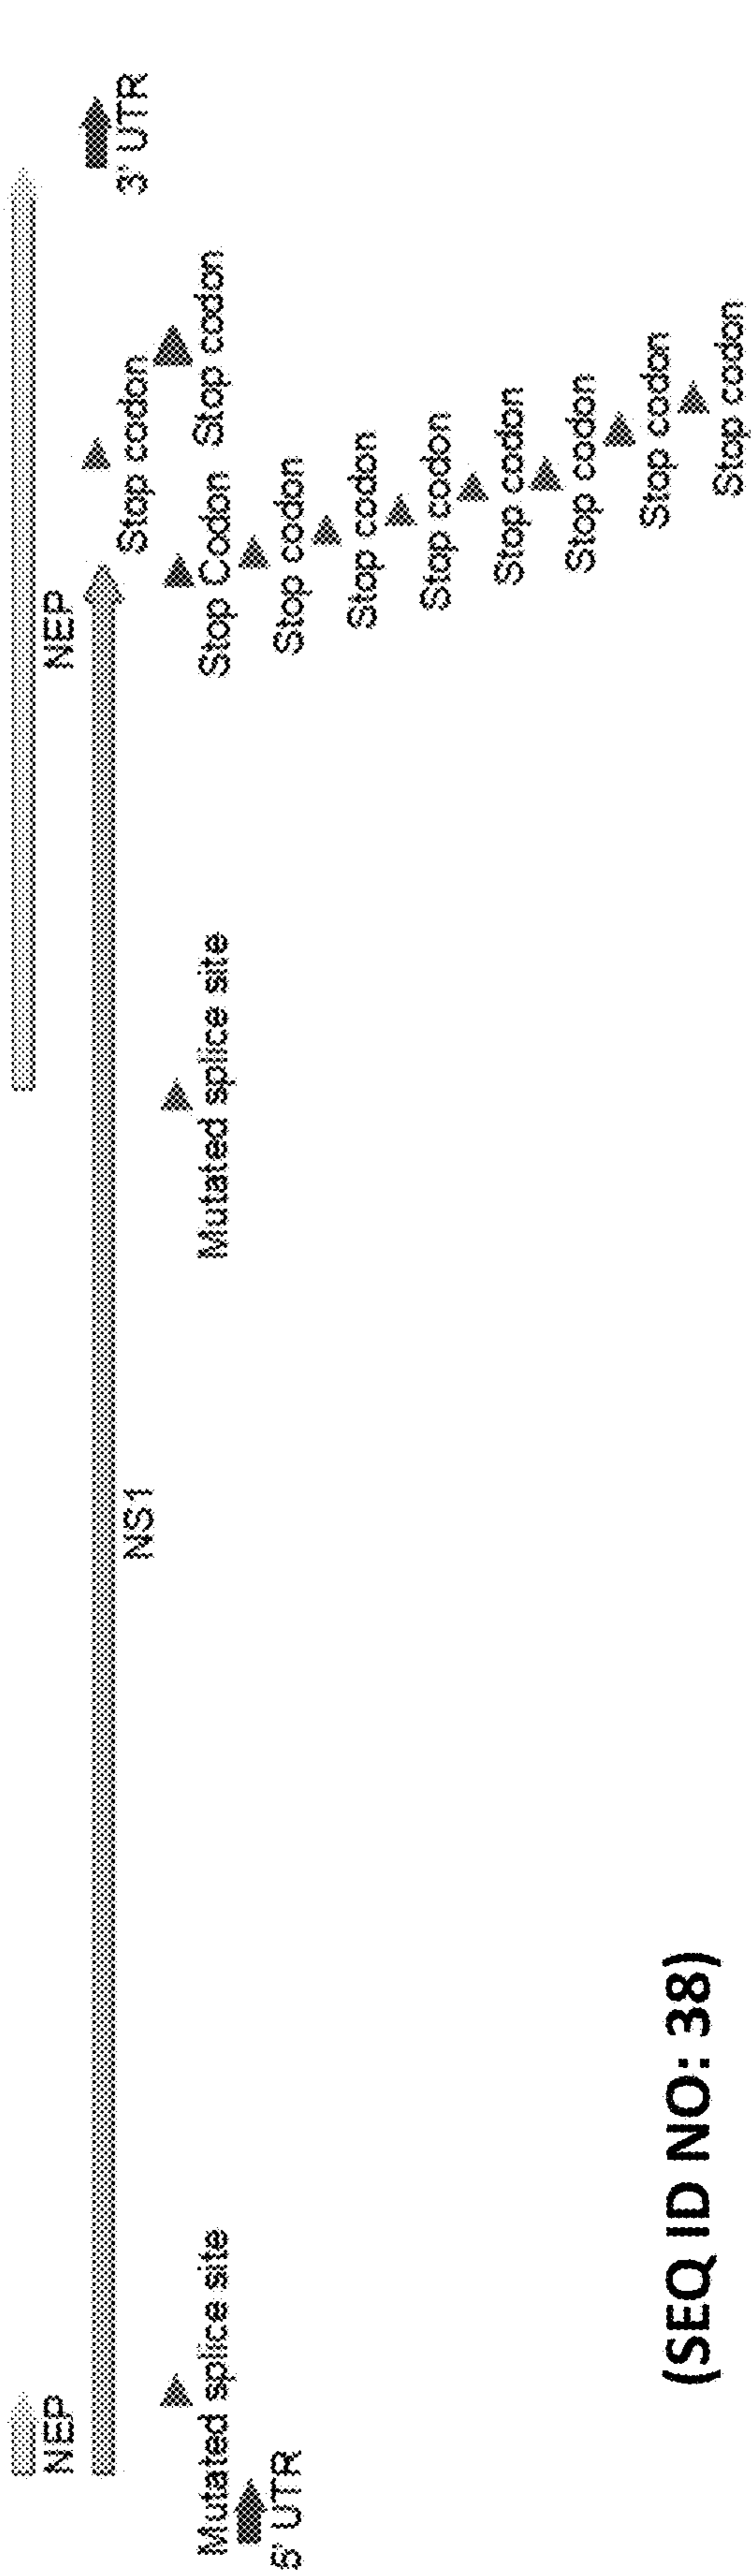 NEP
NEP
NS1
3' UTR
Stop codon
Mutated splice site
Mutated splice site
Stop Codon
Stop codon
5' UTR
Stop codon
Stop codon
Stop codon
Stop codon
Stop codon
Stop codon
Stop codon
(SEQ ID NO: 38)